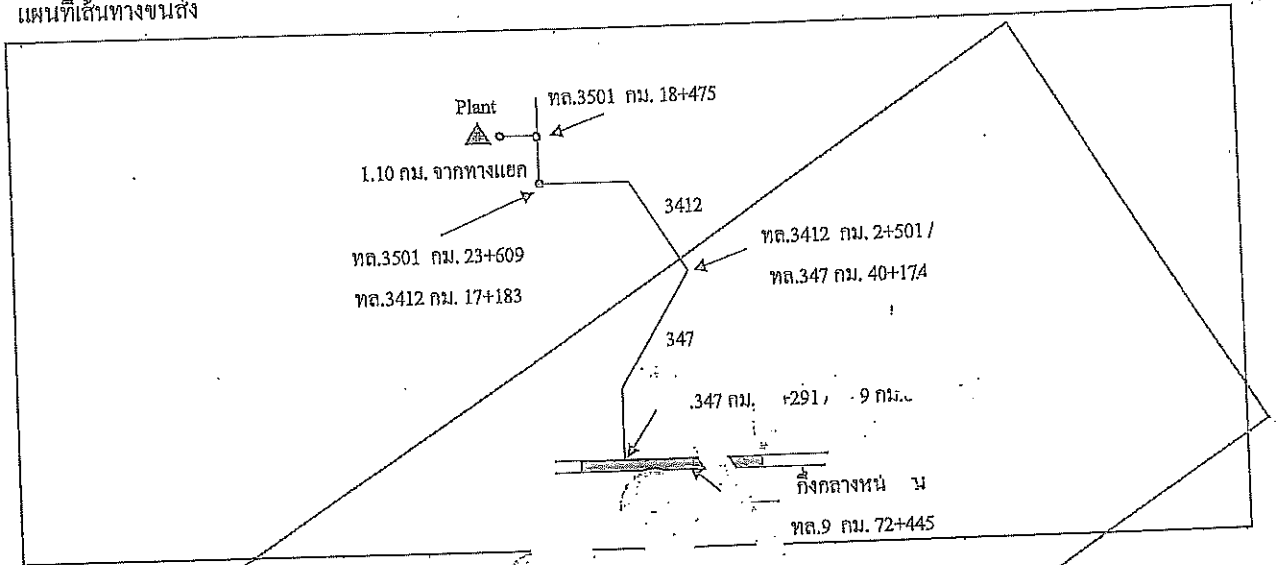 แผนที่เส้นทางขนส่ง
Plant
ทล.3501 กม. 18+475
1.10 กม. จากทางแยก
3412
ทล.3501 กม. 23+609
ทล.3412 กม. 17+183
ทล.3412 กม. 2+501 /
ทล.347 กม. 40+174
347
.347 กม. +291 / 9 กม.
กึ่งกลางหน่ น
ทล.9 กม. 72+445